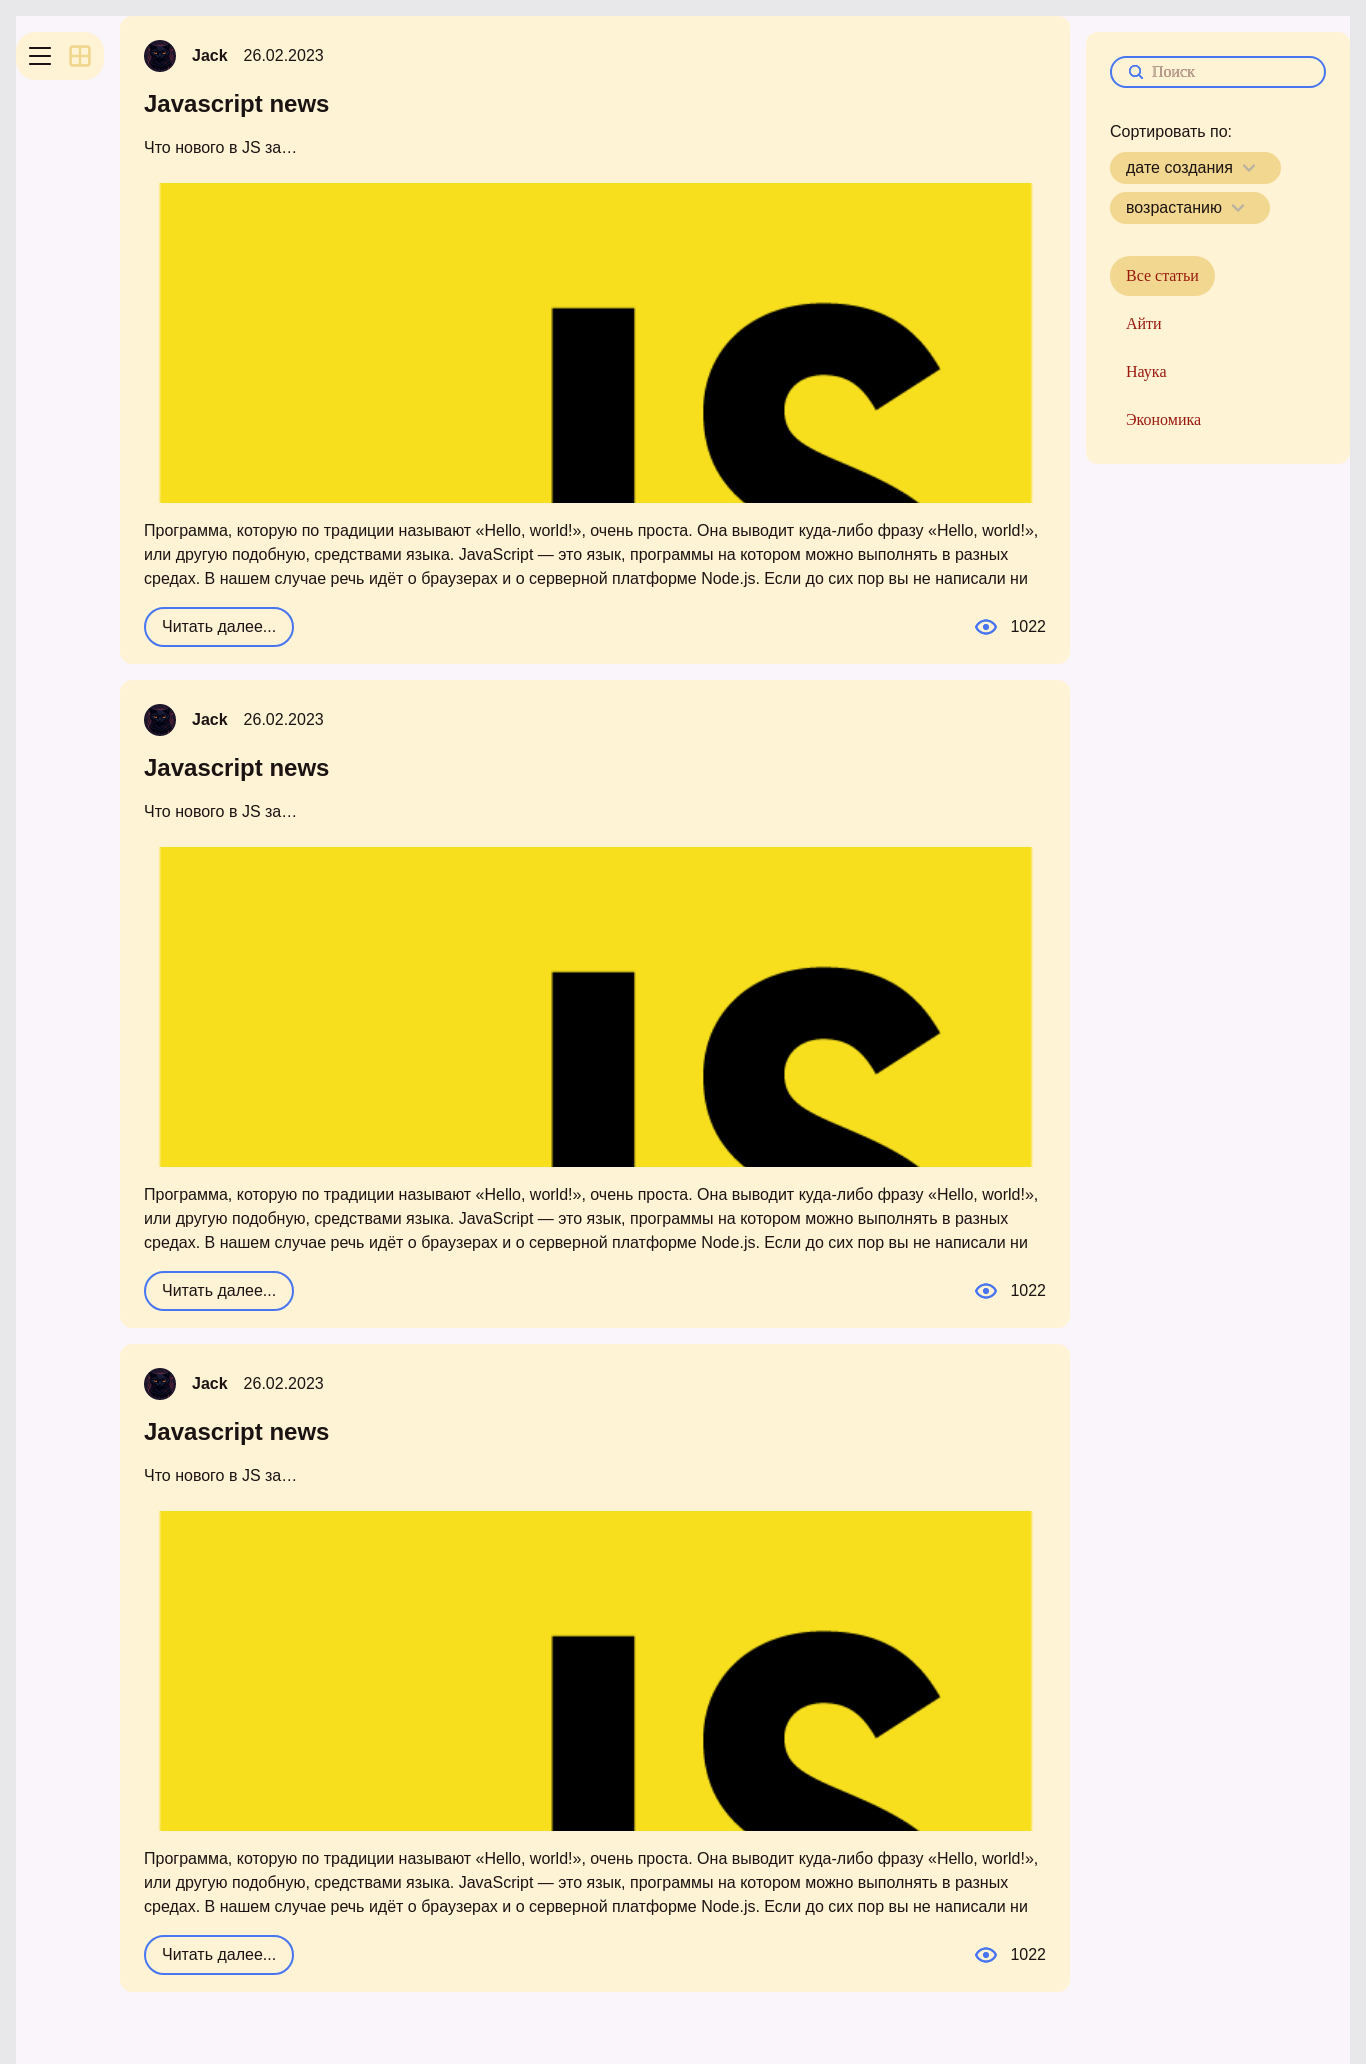 Jack 26.02.2023
Javascript news
Что нового в JS за…
JS
Программа, которую по традиции называют «Hello, world!», очень проста. Она выводит куда-либо фразу «Hello, world!»,
или другую подобную, средствами языка. JavaScript — это язык, программы на котором можно выполнять в разных
средах. В нашем случае речь идёт о браузерах и о серверной платформе Node.js. Если до сих пор вы не написали ни
Читать далее...
1022
Jack 26.02.2023
Javascript news
Что нового в JS за…
JS
Программа, которую по традиции называют «Hello, world!», очень проста. Она выводит куда-либо фразу «Hello, world!»,
или другую подобную, средствами языка. JavaScript — это язык, программы на котором можно выполнять в разных
средах. В нашем случае речь идёт о браузерах и о серверной платформе Node.js. Если до сих пор вы не написали ни
Читать далее...
1022
Jack 26.02.2023
Javascript news
Что нового в JS за…
JS
Программа, которую по традиции называют «Hello, world!», очень проста. Она выводит куда-либо фразу «Hello, world!»,
или другую подобную, средствами языка. JavaScript — это язык, программы на котором можно выполнять в разных
средах. В нашем случае речь идёт о браузерах и о серверной платформе Node.js. Если до сих пор вы не написали ни
Читать далее...
1022
Поиск
Сортировать по:
дате создания
возрастанию
Все статьи
Айти
Наука
Экономика